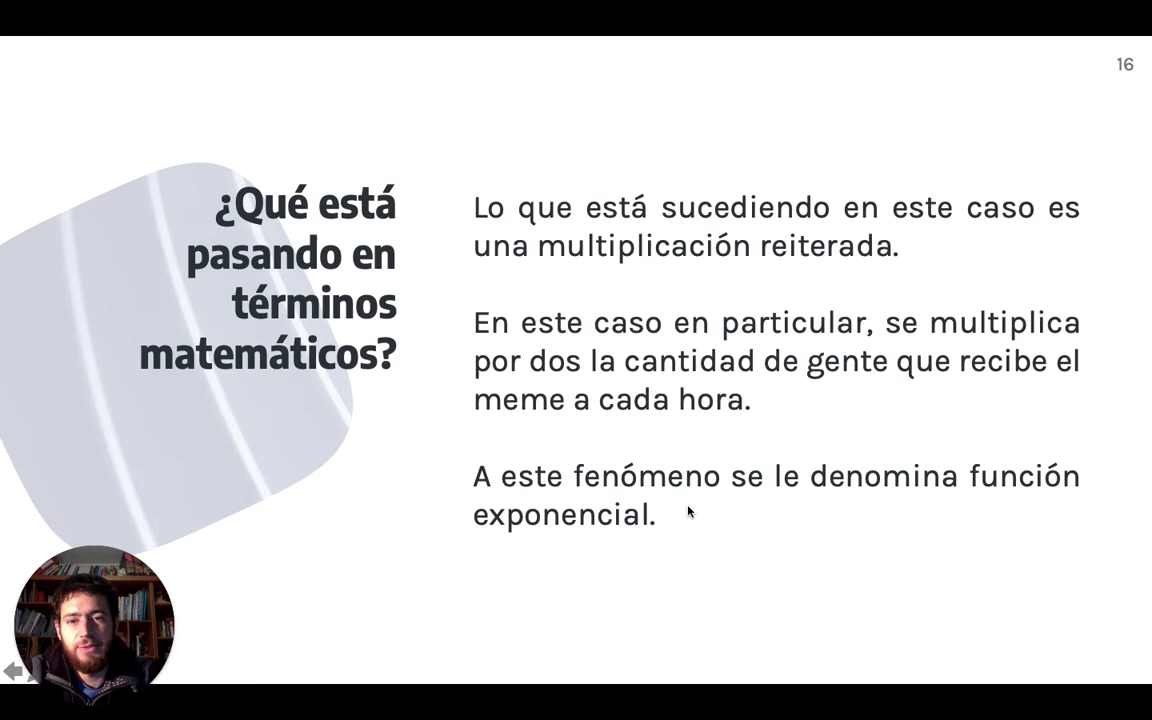 16
¿Qué está
pasando en
términos
matemáticos?
Lo que está sucediendo en este caso es
una multiplicación reiterada.
En este caso en particular, se multiplica
por dos la cantidad de gente que recibe el
meme a cada hora.
A este fenómeno se le denomina función
exponencial.